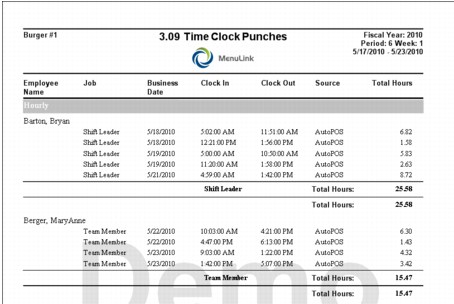 Burger #1 3.09 Time Clock Punches Fiscal Year: 2010
Period: 6 Week: 1
5/17/2010 - 5/23/2010
MenuLink
Employee Name Job Business Date Clock In Clock Out Source Total Hours
Hourly
Barton, Bryan
Shift Leader 5/18/2010 5:02:00 AM 11:51:00 AM AutoPOS 6.82
Shift Leader 5/18/2010 12:21:00 PM 1:56:00 PM AutoPOS 1.58
Shift Leader 5/19/2010 5:00:00 AM 10:50:00 AM AutoPOS 5.83
Shift Leader 5/19/2010 11:20:00 AM 1:58:00 PM AutoPOS 2.63
Shift Leader 5/21/2010 4:59:00 AM 1:42:00 PM AutoPOS 8.72
Shift Leader Total Hours: 25.58
Total Hours: 25.58
Berger, MaryAnne
Team Member 5/22/2010 10:03:00 AM 4:21:00 PM AutoPOS 6.30
Team Member 5/22/2010 4:47:00 PM 6:13:00 PM AutoPOS 1.43
Team Member 5/23/2010 9:03:00 AM 1:22:00 PM AutoPOS 4.32
Team Member 5/23/2010 1:42:00 PM 5:07:00 PM AutoPOS 3.42
Team Member Total Hours: 15.47
Total Hours: 15.47
Demo